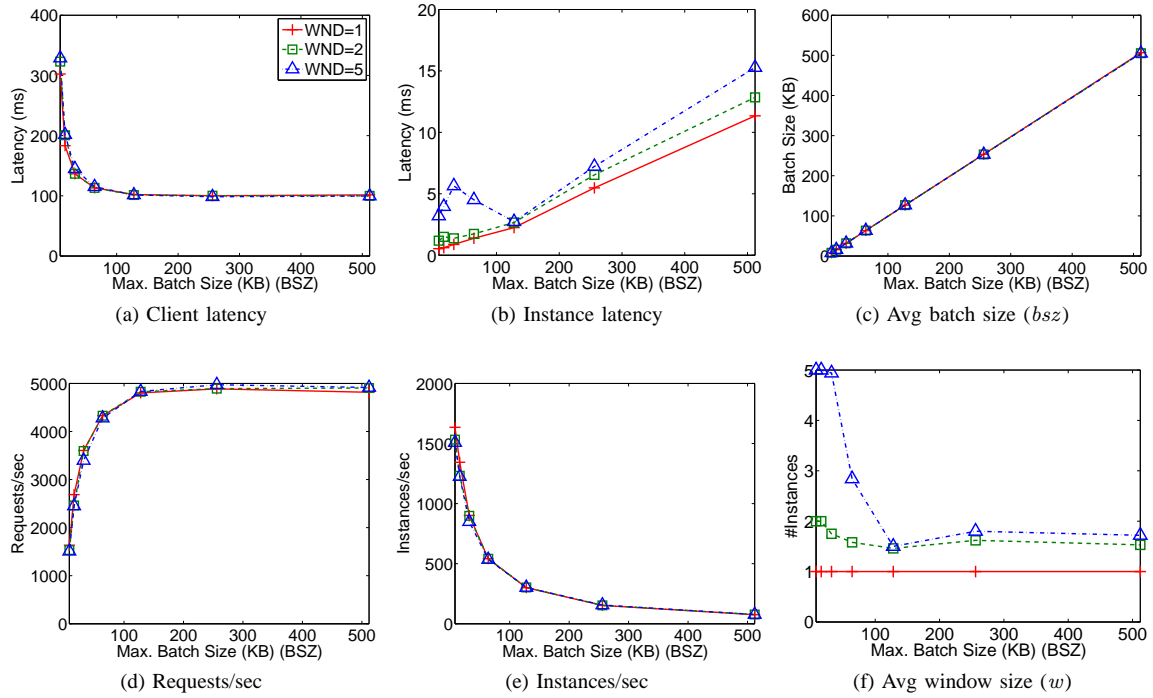 400
300
200
100
0
Latency (ms)
WND=1
WND=2
WND=5
100 200 300 400 500
Max. Batch Size (KB) (BSZ)
(a) Client latency
20
15
10
5
0
Latency (ms)
100 200 300 400 500
Max. Batch Size (KB) (BSZ)
(b) Instance latency
600
500
400
300
200
100
0
Batch Size (KB)
100 200 300 400 500
Max. Batch Size (KB) (BSZ)
(c) Avg batch size (bsz)
5000
4000
3000
2000
1000
0
Requests/sec
100 200 300 400 500
Max. Batch Size (KB) (BSZ)
(d) Requests/sec
2000
1500
1000
500
0
Instances/sec
100 200 300 400 500
Max. Batch Size (KB) (BSZ)
(e) Instances/sec
5
4
3
2
1
0
#Instances
100 200 300 400 500
Max. Batch Size (KB) (BSZ)
(f) Avg window size (w)